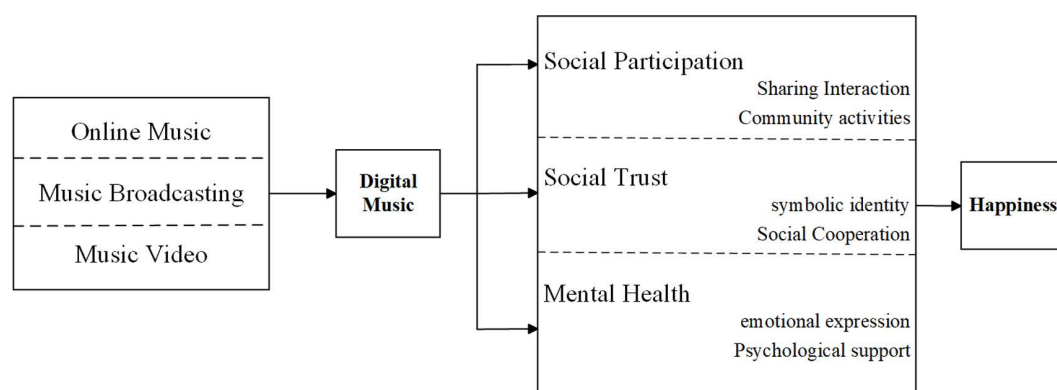 Online Music
Music Broadcasting
Music Video
Digital
Music
Social Participation
Sharing Interaction
Community activities
Social Trust
symbolic identity
Social Cooperation
Mental Health
emotional expression
Psychological support
Happiness